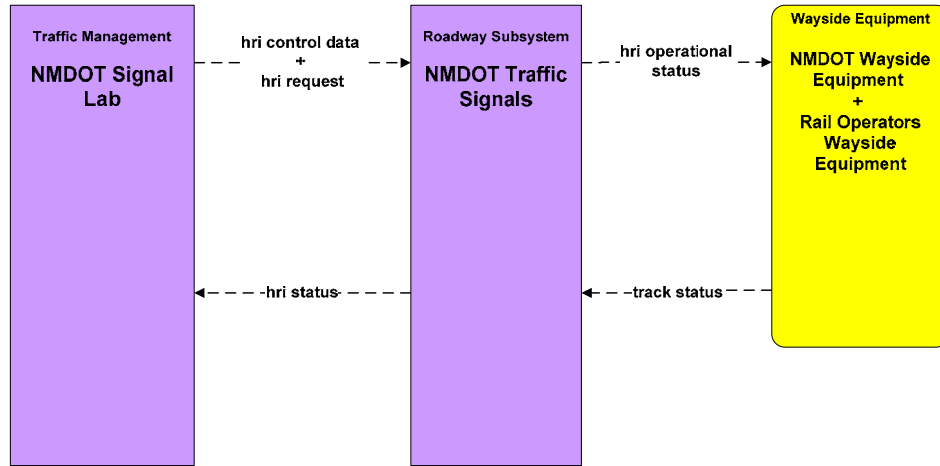 Traffic Management
NMDOT Signal
Lab
hri control data
+
hri request
Roadway Subsystem
NMDOT Traffic
Signals
hri operational
status
Wayside Equipment
NMDOT Wayside
Equipment
+
Rail Operators
Wayside
Equipment
hri status
track status